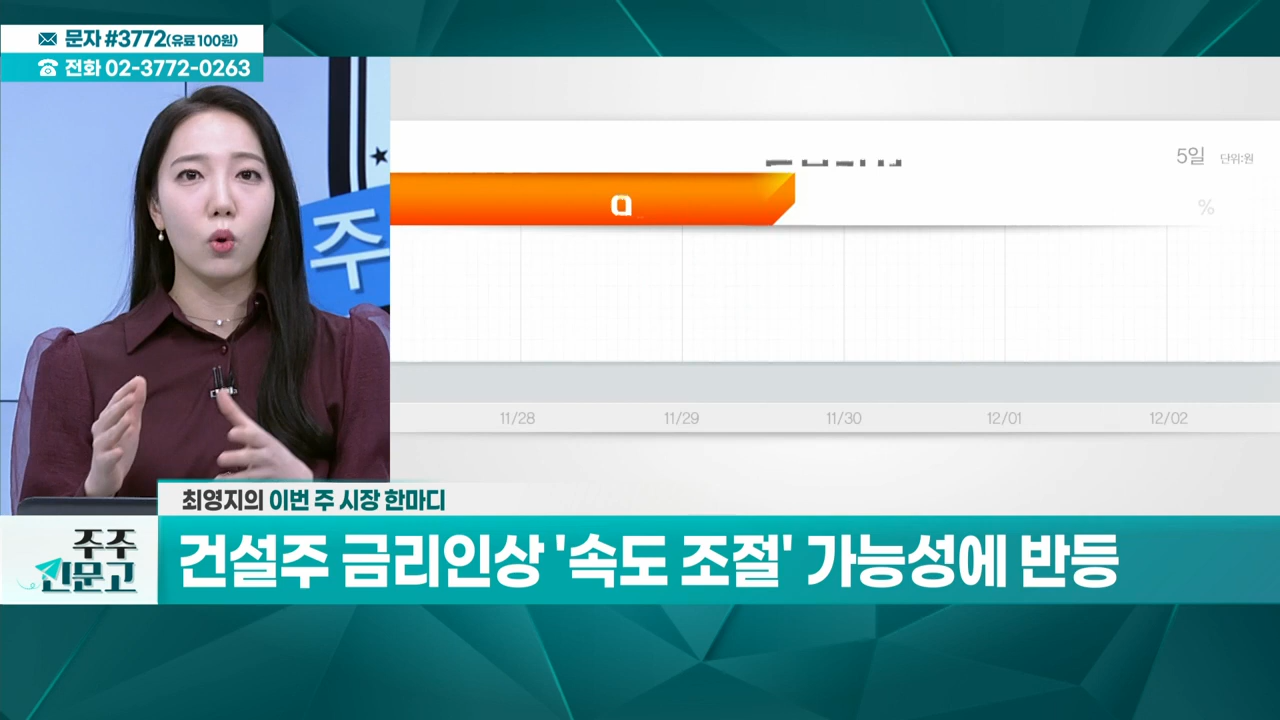 문자 #3772(유료 100원)
전화 02-3772-0263
주
5일 단위:원
%
11/28 11/29 11/30 12/01 12/02
최영지의 이번 주 시장 한마디
주주
신문고
건설주 금리인상 '속도 조절' 가능성에 반등